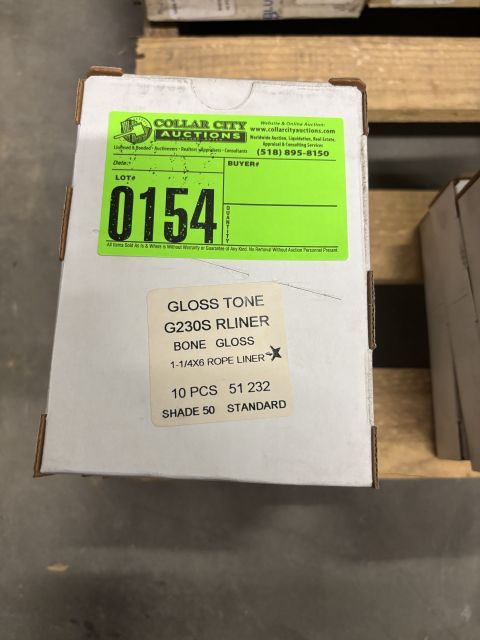 COLLAR CITY
AUCTIONS
Licensed & Bonded - Auctioneers - Realtors - Appraisers - Consultants
Website & Online Auction:
www.collarcityauctions.com
Worldwide Auction, Liquidation, Real Estate,
Appraisal & Consulting Services
(518) 895-8150
Date:
LOT#
0154
BUYER#
QUANTITY
All Items Sold As Is & Where Is Without Warranty or Guarantee of Any Kind. No Removal Without Auction Personnel Present
GLOSS TONE
G230S RLINER
BONE GLOSS
1-1/4X6 ROPE LINER
10 PCS 51 232
SHADE 50 STANDARD